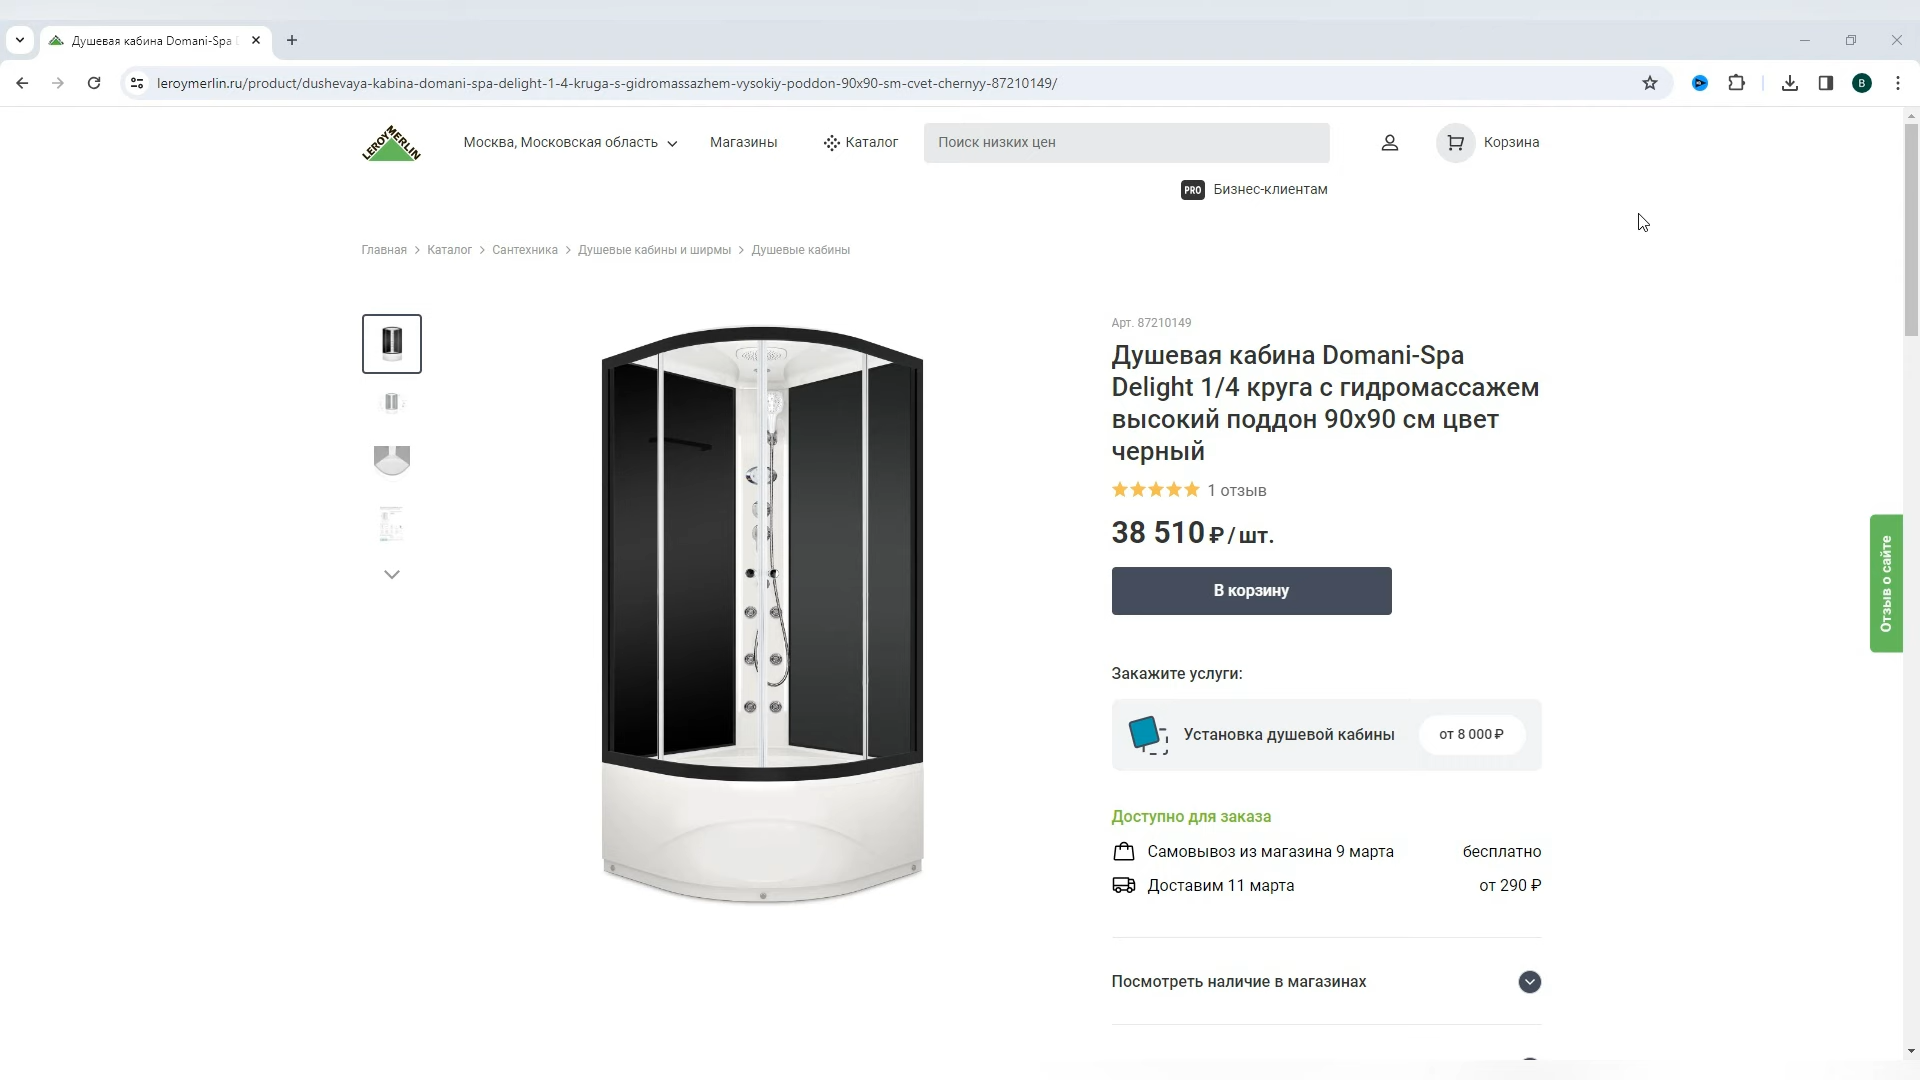 Душевая кабина Domani-Spa
leroymerlin.ru/product/dushevaya-kabina-domani-spa-delight-1-4-kruga-s-gidromassazhem-vysokiy-poddon-90x90-sm-cvet-chernyy-87210149/
B
LEROY MERLIN
Москва, Московская область
Магазины
Каталог
Поиск низких цен
Корзина
PRO Бизнес-клиентам
Главная > Каталог > Сантехника > Душевые кабины и ширмы > Душевые кабины
Арт. 87210149
Душевая кабина Domani-Spa
Delight 1/4 круга с гидромассажем
высокий поддон 90x90 см цвет
черный
1 отзыв
38 510 ₽ / шт.
В корзину
Закажите услуги:
Установка душевой кабины от 8 000 ₽
Доступно для заказа
Самовывоз из магазина 9 марта бесплатно
Доставим 11 марта от 290 ₽
Посмотреть наличие в магазинах
Отзыв о сайте